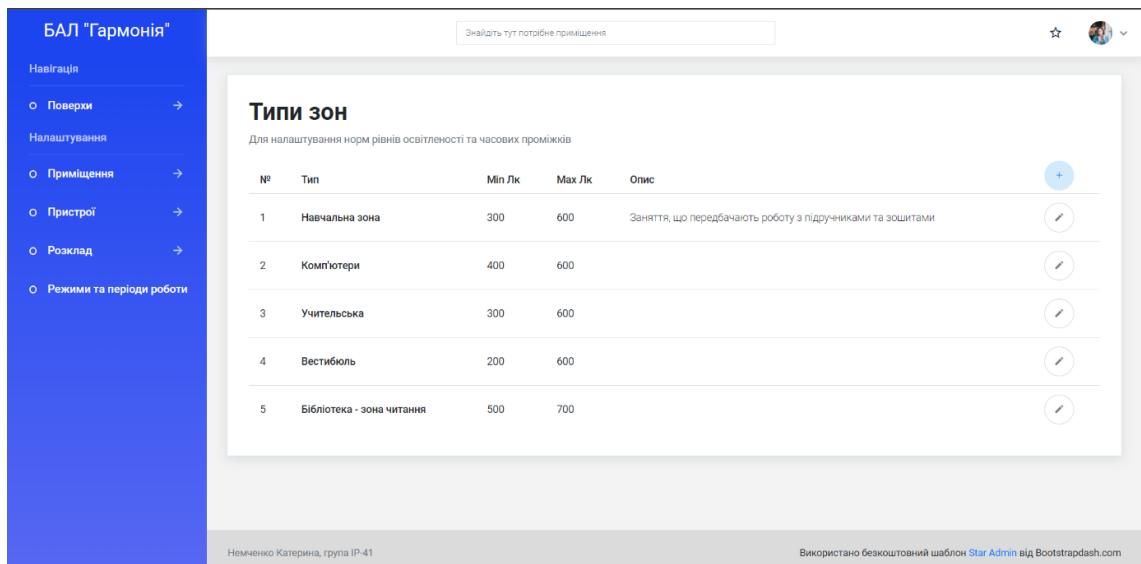 БАЛ "Гармонія"
Знайдіть тут потрібне приміщення
Навігація
Поверхи
Налаштування
Приміщення
Пристрої
Розклад
Режими та періоди роботи
Типи зон
Для налаштування норм рівнів освітленості та часових проміжків
№ Тип Мін Лк Мах Лк Опис +
1 Навчальна зона 300 600 Заняття, що передбачають роботу з підручниками та зошитами
2 Комп'ютери 400 600
3 Учительська 300 600
4 Вестибюль 200 600
5 Бібліотека - зона читання 500 700
Немченко Катерина, група ІР-41
Використано безкоштовний шаблон Star Admin від Bootstrapdash.com